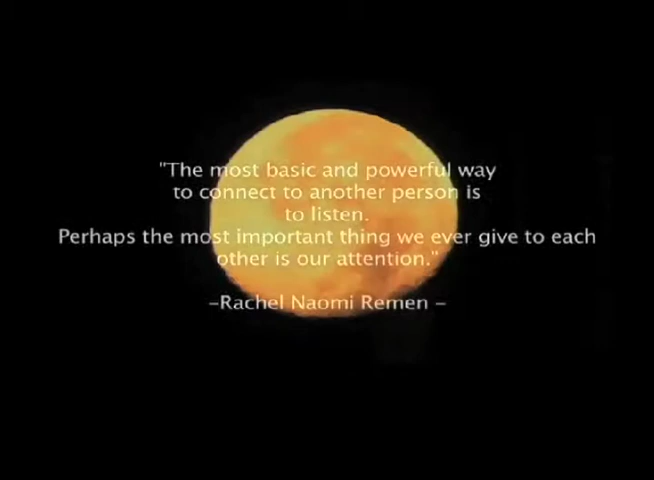 "The most basic and powerful way
to connect to another person is
to listen.
Perhaps the most important thing we ever give to each
other is our attention."
–Rachel Naomi Remen –